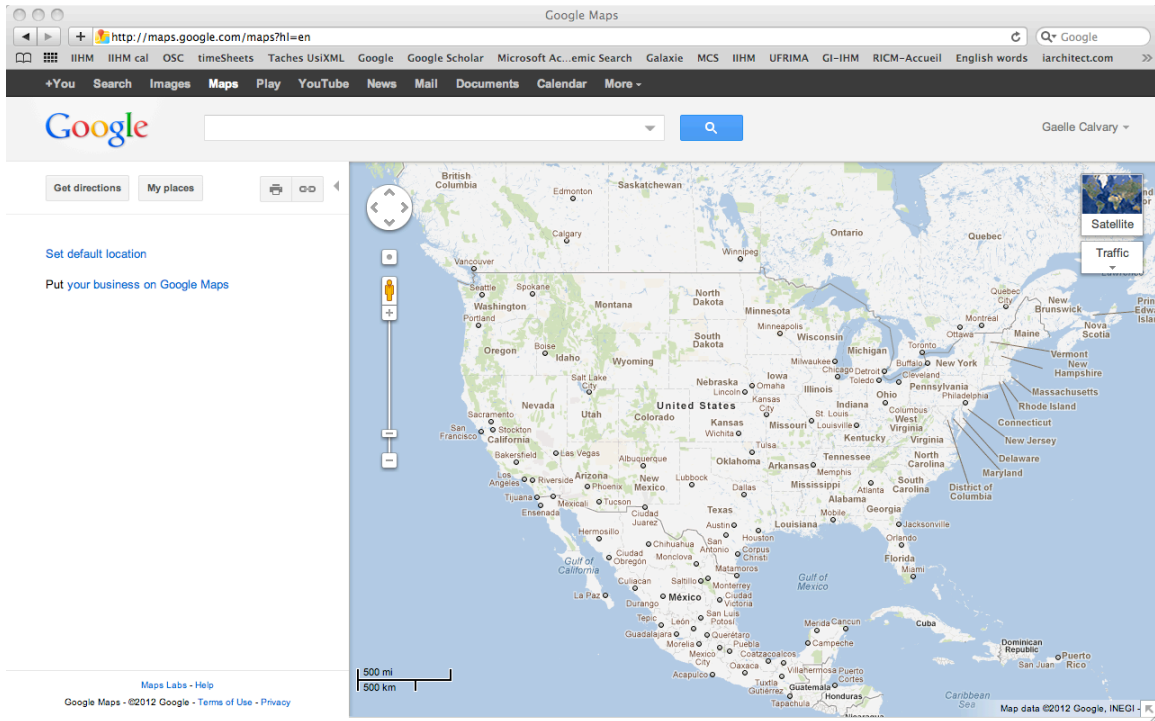 Google Maps
http://maps.google.com/maps?hl=en
Google
IIHM IIHM cal OSC timeSheets Taches UsiXML Google Google Scholar Microsoft Ac...emic Search Galaxie MCS IIHM UFRIMA GI-IHM RICM-Accueil English words iarchitect.com »
+You Search Images Maps Play YouTube News Mail Documents Calendar More
Google
Gaelle Calvary
Get directions My places
Set default location
Put your business on Google Maps
Maps Labs - Help
Google Maps - ©2012 Google - Terms of Use - Privacy
Satellite
Traffic
British
Columbia
Edmonton
Saskatchewan
Calgary
Winnipeg
Ontario
Quebec
Vancouver
Seattle
Spokane
Washington
Portland
Montana
North
Dakota
Minnesota
Minneapolis
Quebec
City
Montreal
Ottawa
New
Brunswick
Nova
Scotia
Maine
Oregon
Boise
Idaho
Wyoming
South
Dakota
Wisconsin
Michigan
Toronto
Vermont
New
Hampshire
Milwaukee
Chicago
Detroit
Buffalo
New York
Toledo
Cleveland
Massachusetts
Rhode Island
Connecticut
New Jersey
Delaware
Maryland
District of
Columbia
Salt Lake
City
Nebraska
Lincoln
Omaha
Iowa
Illinois
Indiana
Ohio
Columbus
Pennsylvania
Philadelphia
Nevada
Utah
Colorado
United States
Kansas
Wichita
Kansas
City
Missouri
St. Louis
Louisville
West
Virginia
Kentucky
Virginia
Sacramento
San
Francisco
Stockton
California
Bakersfield
Las Vegas
Los
Angeles
Riverside
Arizona
Phoenix
Tucson
Albuquerque
New
Mexico
Lubbock
Tulsa
Oklahoma
Arkansas
Tennessee
Memphis
North
Carolina
South
Carolina
Mississippi
Alabama
Atlanta
Georgia
Tijuana
Mexicali
Ensenada
Ciudad
Juarez
Dallas
Texas
Austin
San
Antonio
Houston
Louisiana
Mobile
Jacksonville
Orlando
Florida
Miami
Hermosillo
Chihuahua
Ciudad
Obregón
Monclova
Corpus
Christi
Matamoros
Gulf of
California
Gulf of
Mexico
Culiacan
Saltillo
Monterrey
La Paz
Durango
México
Ciudad
Victoria
Tepic
León
San Luis
Potosí
Guadalajara
Querétaro
Morelia
Mexico
City
Puebla
Coatzacoalcos
Acapulco
Oaxaca
Villahermosa
Tuxtla
Gutiérrez
Tapachula
Merida
Cancun
Campeche
Cuba
Dominican
Republic
Puerto
Rico
San Juan
Guatemala
Puerto
Cortes
Honduras
Nicaragua
Caribbean
Sea
500 mi
500 km
Map data ©2012 Google, INEGI -